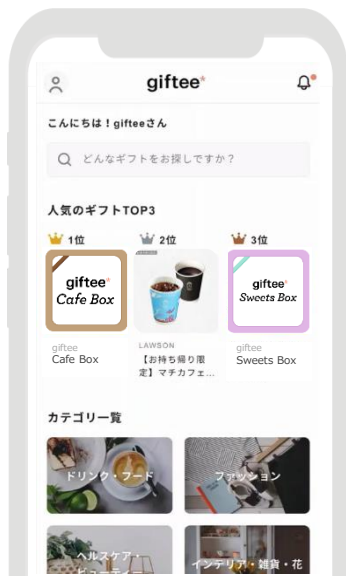 giftee*
こんにちは！gifteeさん
どんなギフトをお探しですか？
人気のギフトTOP3
1位
2位
3位
giftee*
Cafe Box
giftee*
Sweets Box
giftee
Cafe Box
LAWSON
【お持ち帰り限
定】マチカフェ...
giftee
Sweets Box
カテゴリ一覧
ドリンク・フード
ファッション
ヘルスケア・
ビューティー
インテリア・雑貨・花